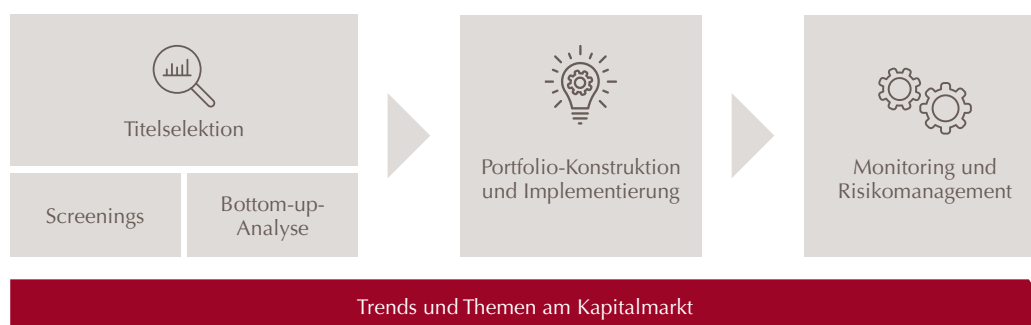 Titelselektion
Screenings
Bottom-up-
Analyse
Portfolio-Konstruktion
und Implementierung
Monitoring und
Risikomanagement
Trends und Themen am Kapitalmarkt